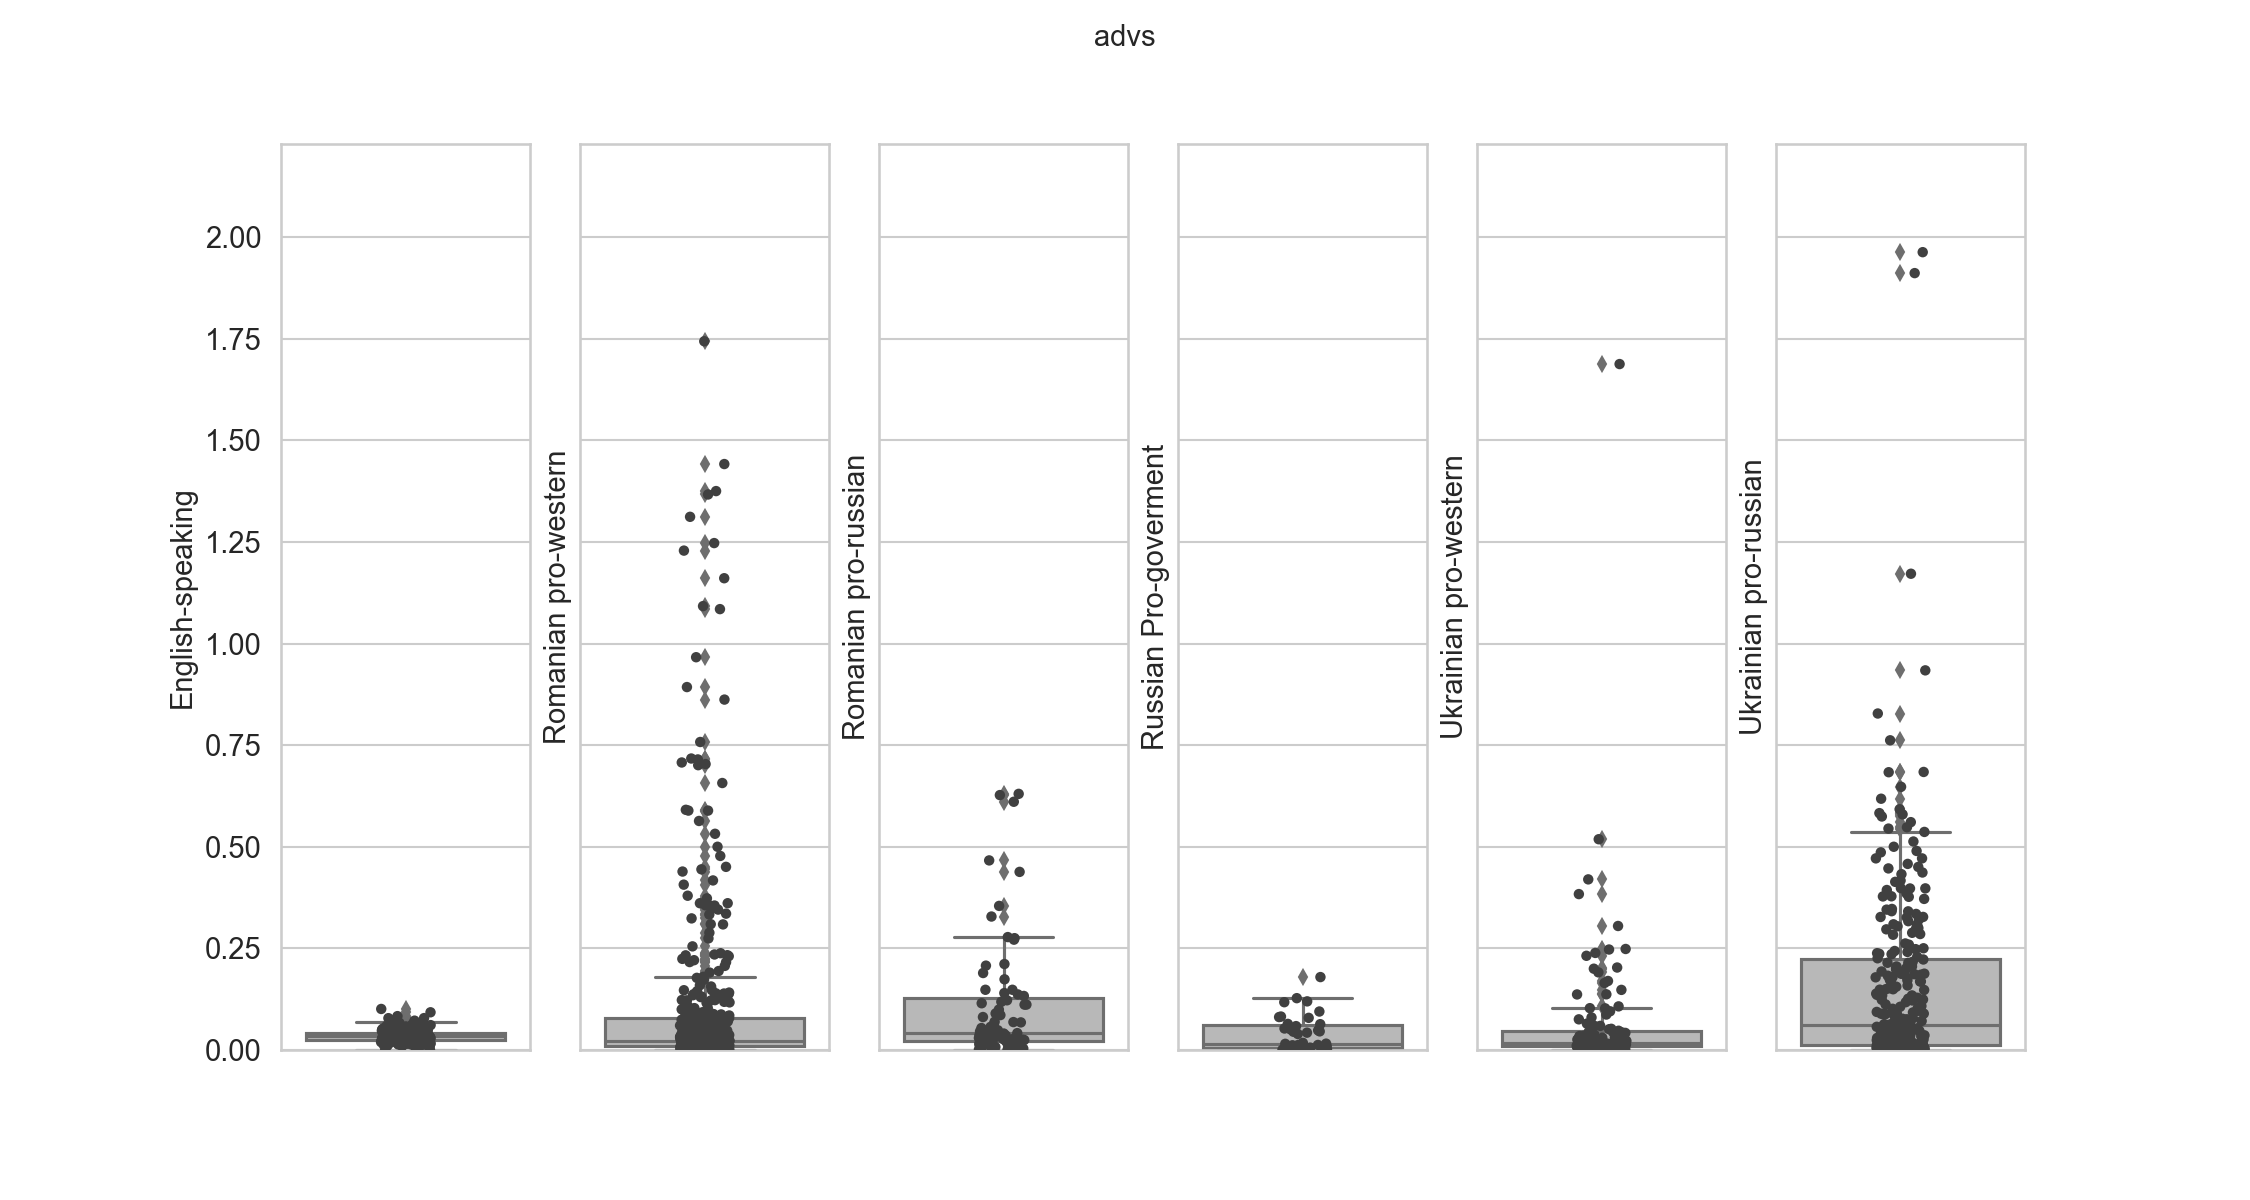 advs
English-speaking
2.00
1.75
1.50
1.25
1.00
0.75
0.50
0.25
0.00
Romanian pro-western
Romanian pro-russian
Russian Pro-goverment
Ukrainian pro-western
Ukrainian pro-russian